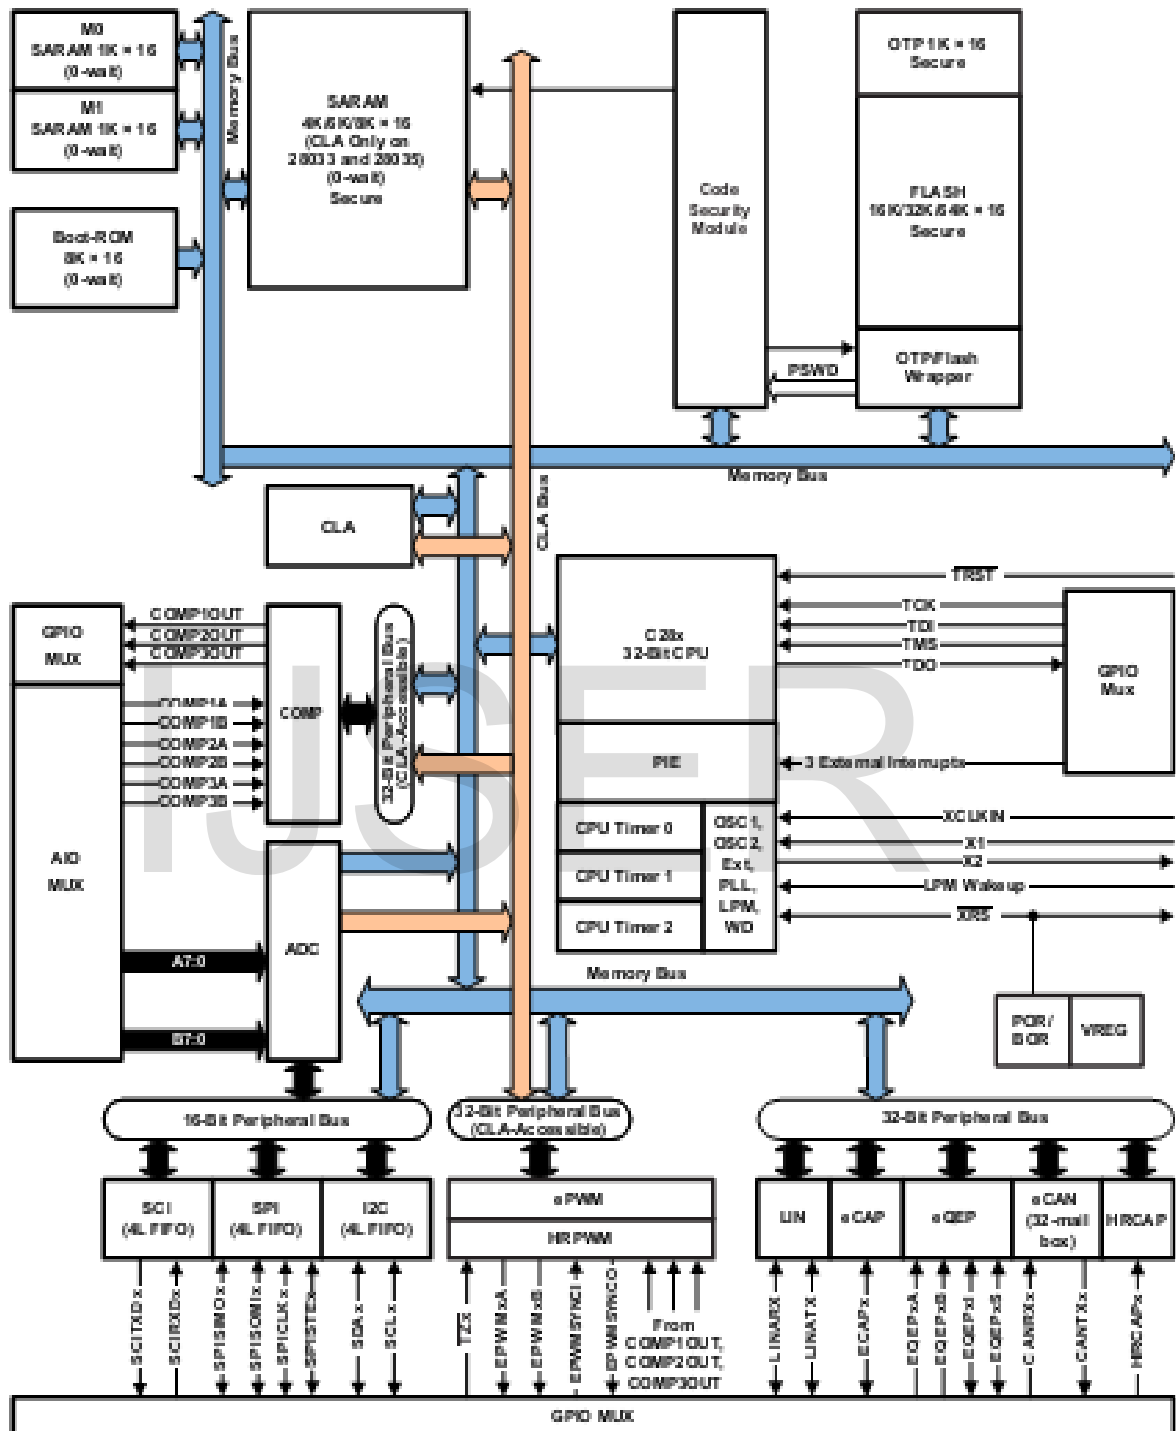 M0
SARAM 1K × 16
(0-wait)
M1
SARAM 1K × 16
(0-wait)
Boot-ROM
8K × 16
(0-wait)
Memory Bus
SARAM
4K/6K/8K × 16
(CLA Only on
28033 and 28035)
(0-wait)
Secure
Code
Security
Module
OTP 1K × 16
Secure
FLASH
16K/32K/64K × 16
Secure
OTP/Flash
Wrapper
PSWD
Memory Bus
CLA Bus
CLA
GPIO
MUX
COMP1OUT
COMP2OUT
COMP3OUT
COMP
COMP1A
COMP1B
COMP2A
COMP2B
COMP3A
COMP3B
AIO
MUX
A7:0
B7:0
ADC
32-Bit Peripheral Bus
(CLA-Accessible)
C28x
32-Bit CPU
PIE
CPU Timer 0
CPU Timer 1
CPU Timer 2
OSC1,
OSC2,
Ext,
PLL,
LPM,
WD
TRST
TCK
TDI
TMS
TDO
GPIO
Mux
3 External Interrupts
XCLKIN
X1
X2
LPM Wakeup
XRS
POR/
BOR
VREG
Memory Bus
16-Bit Peripheral Bus
32-Bit Peripheral Bus
(CLA-Accessible)
32-Bit Peripheral Bus
SCI
(4L FIFO)
SPI
(4L FIFO)
I2C
(4L FIFO)
ePWM
HRPWM
LIN
eCAP
eQEP
eCAN
(32-mail
box)
HRCAP
SCITXDx
SCIRXDx
SPISIMOx
SPISOMIx
SPICLKx
SPISTEx
SDAx
SCLx
TZx
EPWMxA
EPWMxB
EPWMSYNCI
EPWMSYNCO
From
COMP1OUT,
COMP2OUT,
COMP3OUT
LINARX
LINATX
ECAPx
EQEPxA
EQEPxB
EQEPxI
EQEPxS
CANRXx
CANTXx
HRCAPx
GPIO MUX
IJSER